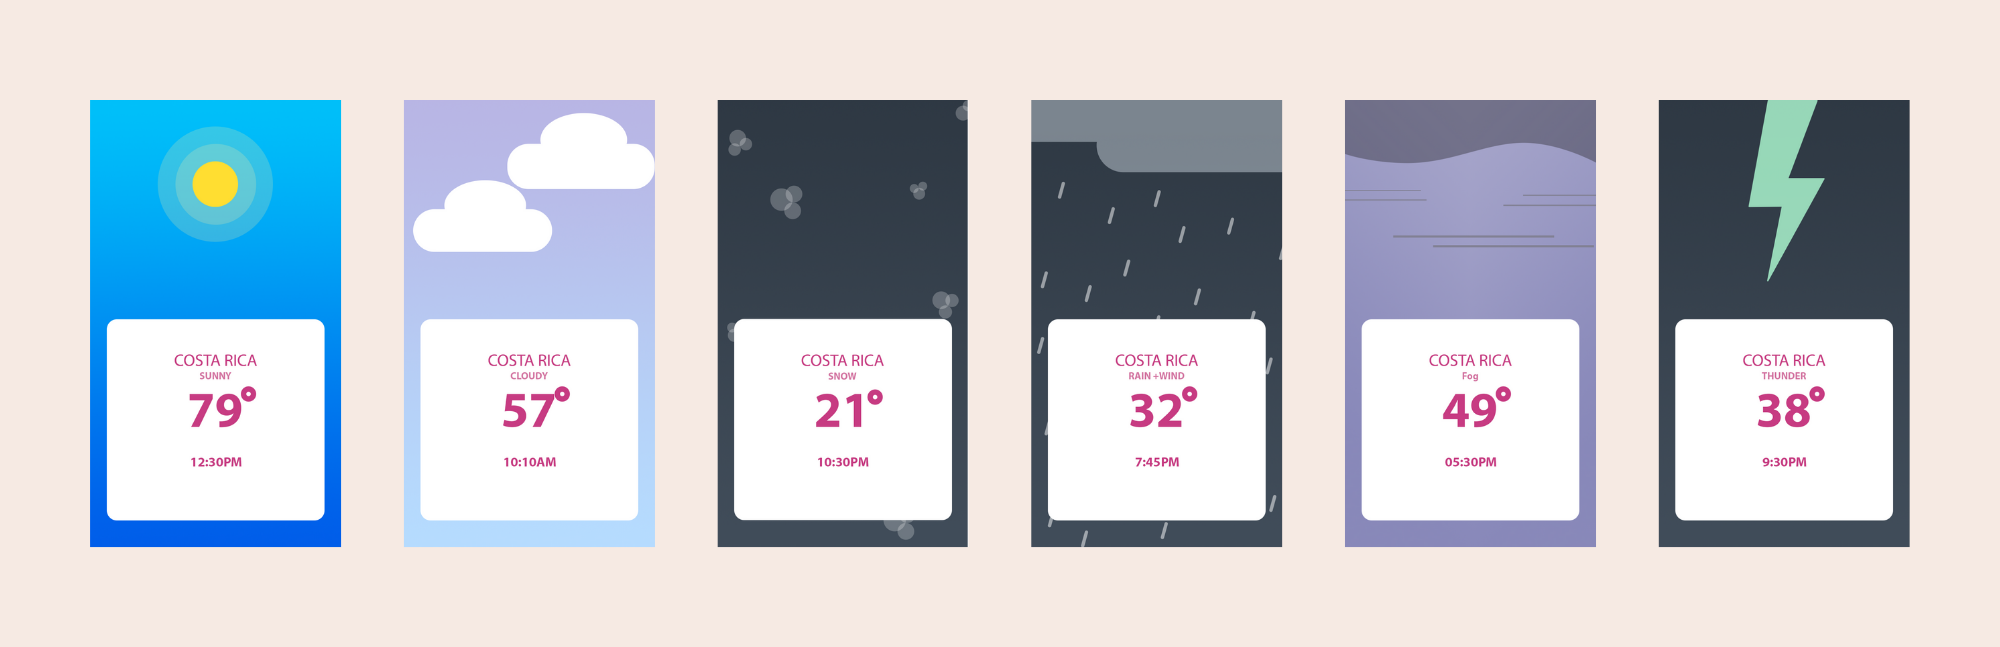 COSTA RICA
SUNNY
79°
12:30PM
COSTA RICA
CLOUDY
57°
10:10AM
COSTA RICA
SNOW
21°
10:30PM
COSTA RICA
RAIN +WIND
32°
7:45PM
COSTA RICA
Fog
49°
05:30PM
COSTA RICA
THUNDER
38°
9:30PM